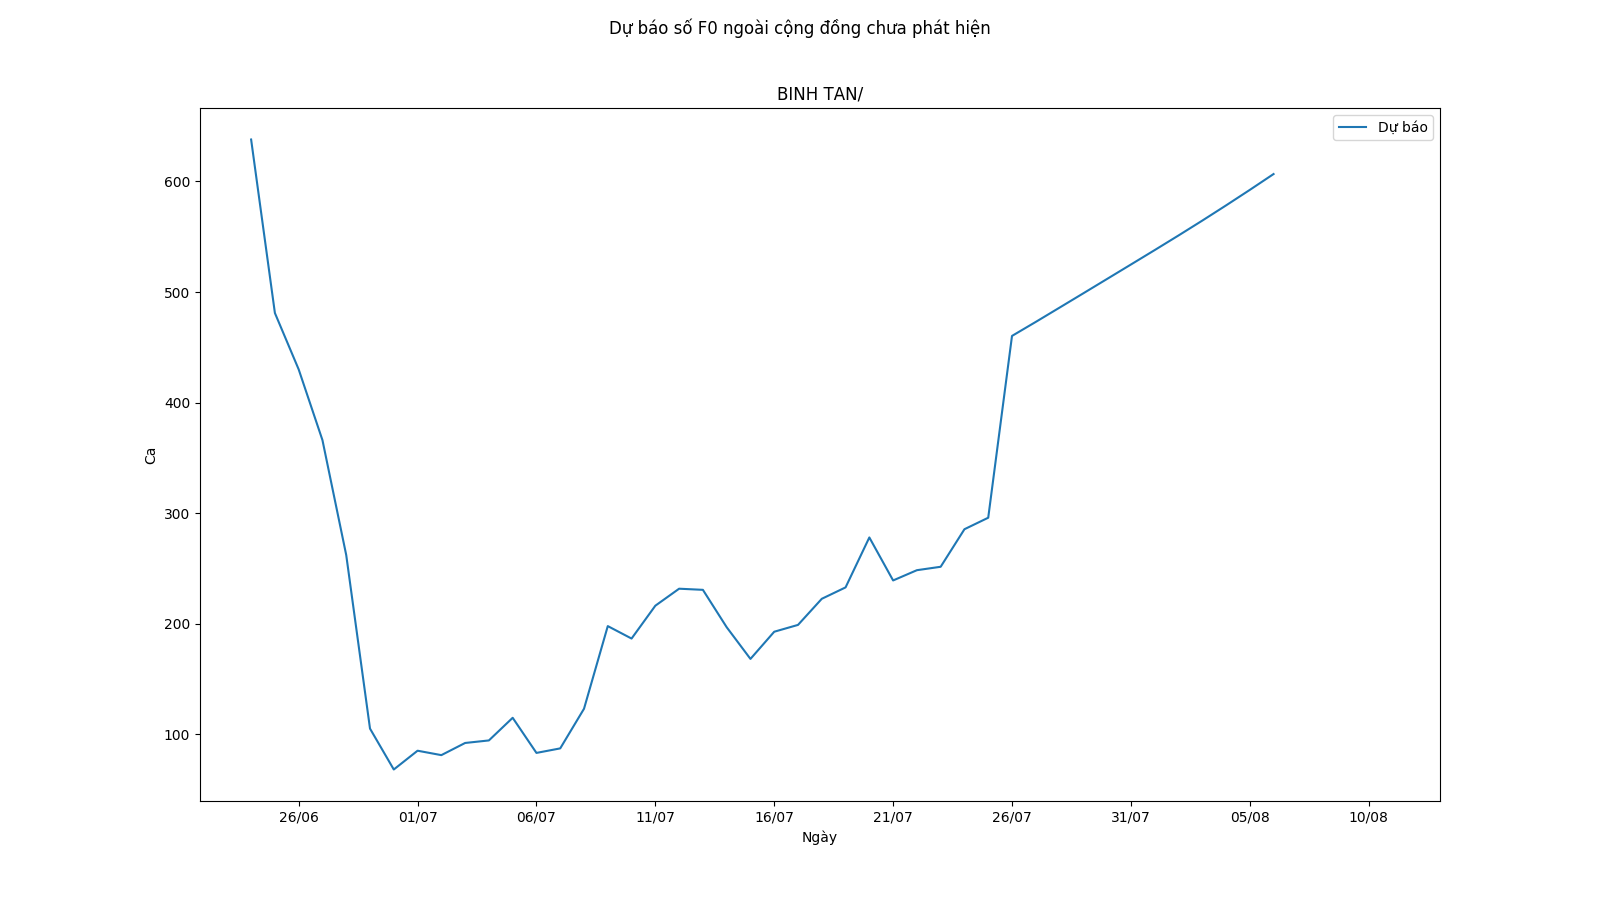 Dự báo số F0 ngoài cộng đồng chưa phát hiện
BINH TAN/
Dự báo
600
500
400
300
200
100
Ca
26/06 01/07 06/07 11/07 16/07 21/07 26/07 31/07 05/08 10/08
Ngày